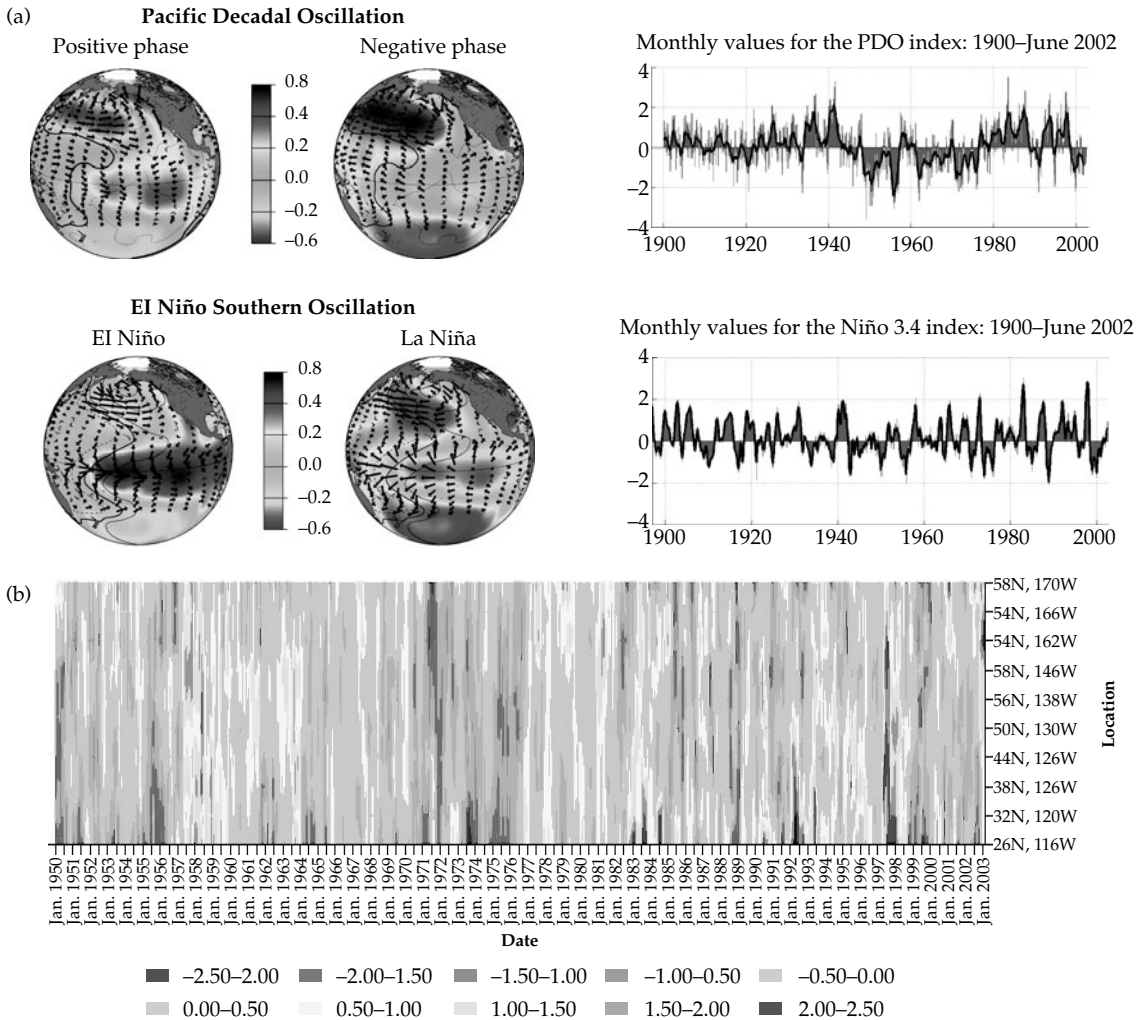 (a)
Pacific Decadal Oscillation
Positive phase
Negative phase
0.8
0.4
0.2
0.0
–0.2
–0.6
Monthly values for the PDO index: 1900–June 2002
4
2
0
–2
–4
1900 1920 1940 1960 1980 2000
EI Niño Southern Oscillation
EI Niño
La Niña
0.8
0.4
0.2
0.0
–0.2
–0.6
Monthly values for the Niño 3.4 index: 1900–June 2002
4
2
0
–2
–4
1900 1920 1940 1960 1980 2000
(b)
58N, 170W
54N, 166W
54N, 162W
58N, 146W
56N, 138W
50N, 130W
44N, 126W
38N, 126W
32N, 120W
26N, 116W
Location
Jan. 1950
Jan. 1951
Jan. 1952
Jan. 1953
Jan. 1954
Jan. 1955
Jan. 1956
Jan. 1957
Jan. 1958
Jan. 1959
Jan. 1960
Jan. 1961
Jan. 1962
Jan. 1963
Jan. 1964
Jan. 1965
Jan. 1966
Jan. 1967
Jan. 1968
Jan. 1969
Jan. 1970
Jan. 1971
Jan. 1972
Jan. 1973
Jan. 1974
Jan. 1975
Jan. 1976
Jan. 1977
Jan. 1978
Jan. 1979
Jan. 1980
Jan. 1981
Jan. 1982
Jan. 1983
Jan. 1984
Jan. 1985
Jan. 1986
Jan. 1987
Jan. 1988
Jan. 1989
Jan. 1990
Jan. 1991
Jan. 1992
Jan. 1993
Jan. 1994
Jan. 1995
Jan. 1996
Jan. 1997
Jan. 1998
Jan. 1999
Jan. 2000
Jan. 2001
Jan. 2002
Jan. 2003
Date
–2.50–2.00 –2.00–1.50 –1.50–1.00 –1.00–0.50 –0.50–0.00
0.00–0.50 0.50–1.00 1.00–1.50 1.50–2.00 2.00–2.50